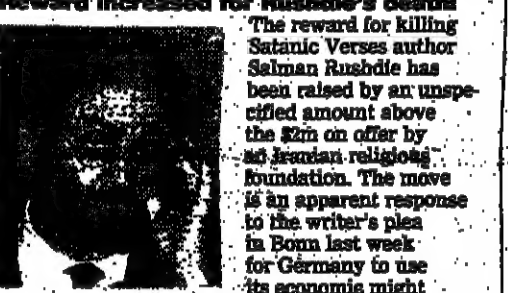 Reward increased for Rushdie's death
The reward for killing
Satanic Verses author
Salman Rushdie has
been raised by an unspe-
cified amount above
the $2m on offer by
an Iranian religious
foundation. The move
is an apparent response
to the writer's plea
in Bonn last week
for Germany to use
its economic might